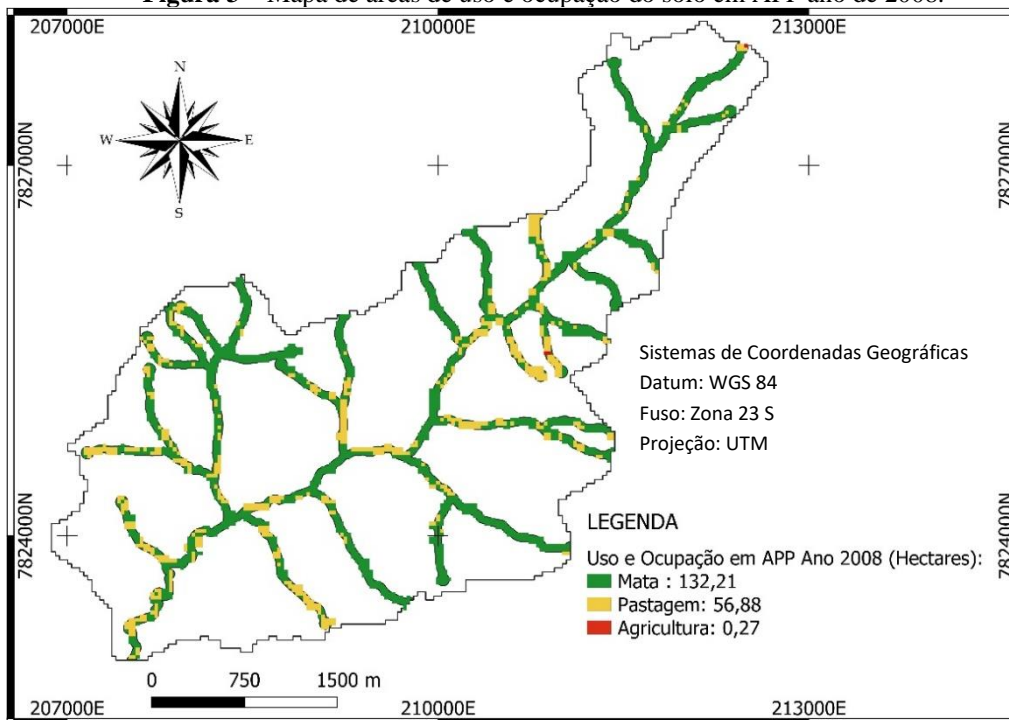 Figura 3 – Mapa de áreas de uso e ocupação do solo em APP ano de 2008.
207000E 210000E 213000E
N
W E
S
7827000N 7827000N
Sistemas de Coordenadas Geográficas
Datum: WGS 84
Fuso: Zona 23 S
Projeção: UTM
7824000N 7824000N
LEGENDA
Uso e Ocupação em APP Ano 2008 (Hectares):
Mata : 132,21
Pastagem: 56,88
Agricultura: 0,27
0 750 1500 m
207000E 210000E 213000E